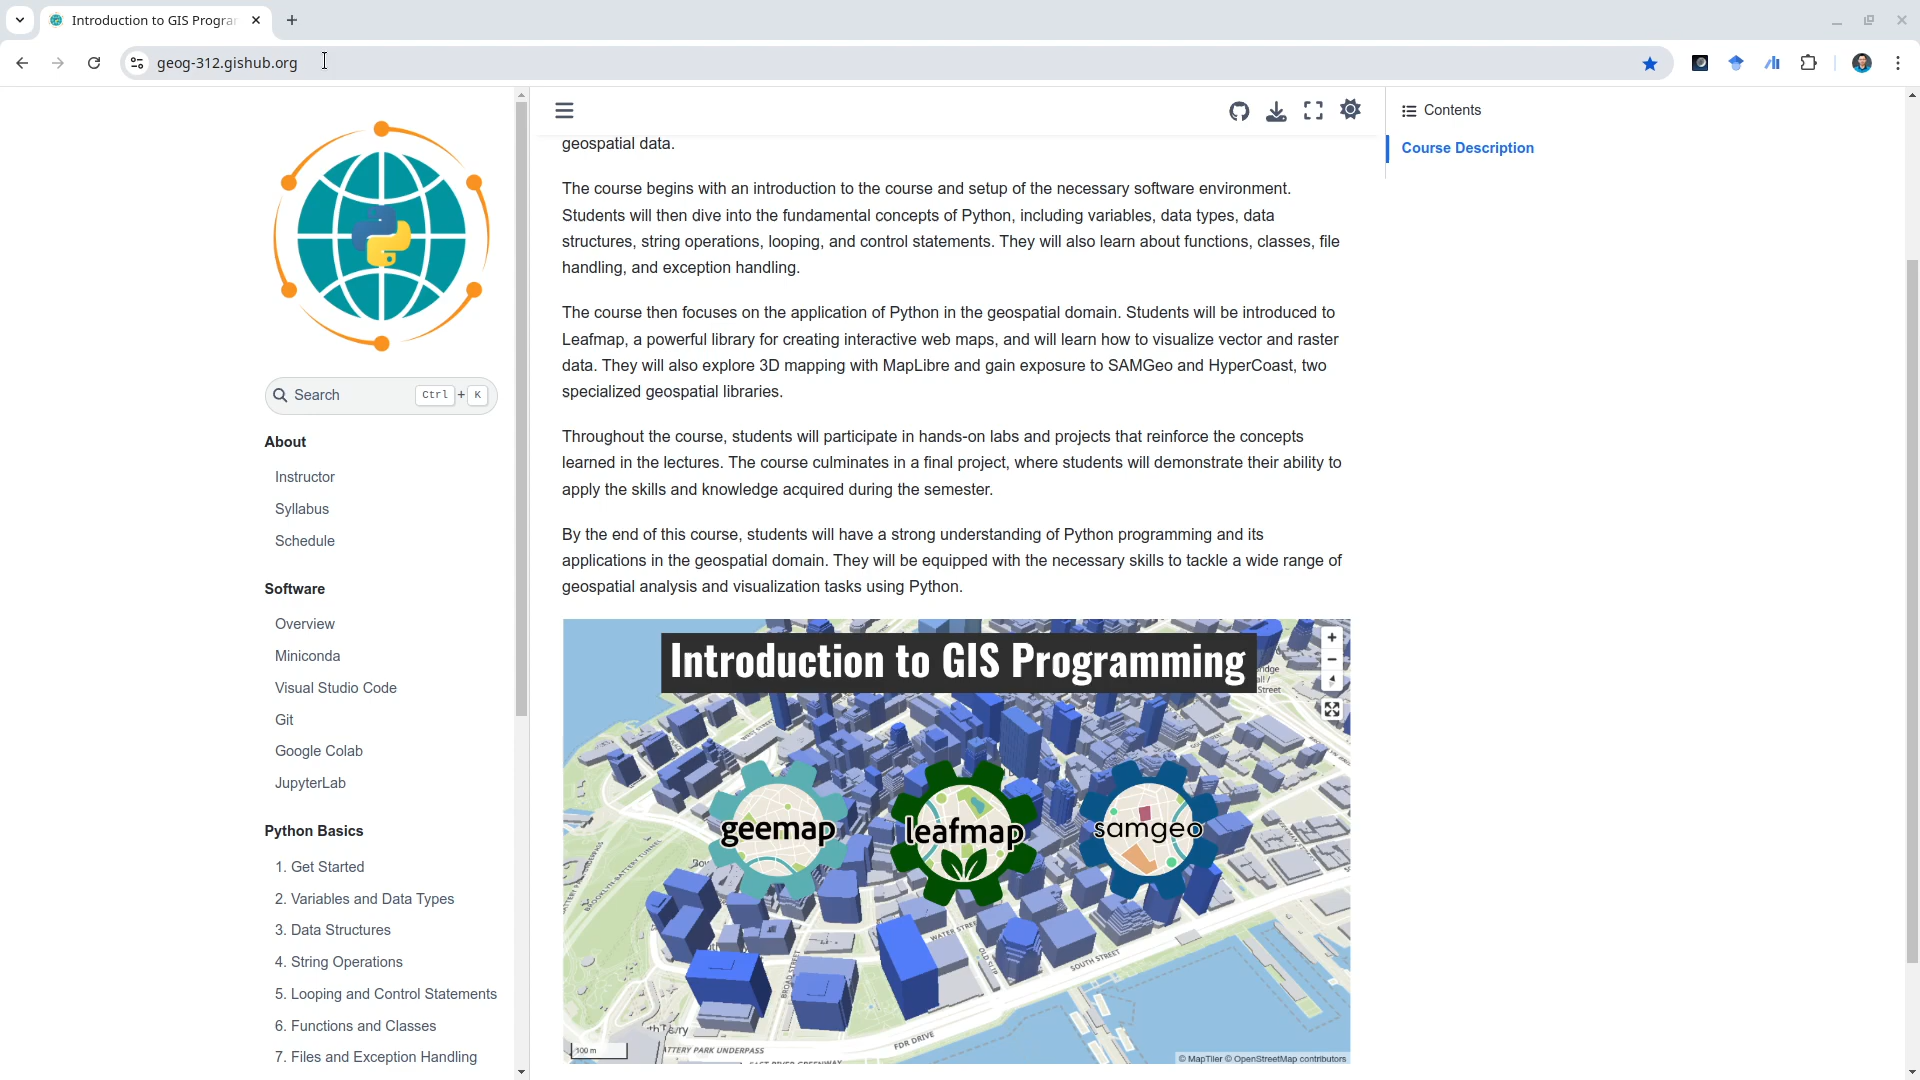 Introduction to GIS Progra
geog-312.gishub.org
Search
Ctrl + K
About
Instructor
Syllabus
Schedule
Software
Overview
Miniconda
Visual Studio Code
Git
Google Colab
JupyterLab
Python Basics
1. Get Started
2. Variables and Data Types
3. Data Structures
4. String Operations
5. Looping and Control Statements
6. Functions and Classes
7. Files and Exception Handling
geospatial data.
The course begins with an introduction to the course and setup of the necessary software environment.
Students will then dive into the fundamental concepts of Python, including variables, data types, data
structures, string operations, looping, and control statements. They will also learn about functions, classes, file
handling, and exception handling.
The course then focuses on the application of Python in the geospatial domain. Students will be introduced to
Leafmap, a powerful library for creating interactive web maps, and will learn how to visualize vector and raster
data. They will also explore 3D mapping with MapLibre and gain exposure to SAMGeo and HyperCoast, two
specialized geospatial libraries.
Throughout the course, students will participate in hands-on labs and projects that reinforce the concepts
learned in the lectures. The course culminates in a final project, where students will demonstrate their ability to
apply the skills and knowledge acquired during the semester.
By the end of this course, students will have a strong understanding of Python programming and its
applications in the geospatial domain. They will be equipped with the necessary skills to tackle a wide range of
geospatial analysis and visualization tasks using Python.
Introduction to GIS Programming
geemap
leafmap
samgeo
WATER STREET
OLD SLIP
BROAD STREET
SOUTH STREET
FDR DRIVE
100 m
TTERY PARK UNDERPASS
© MapTiler © OpenStreetMap contributors
Contents
Course Description